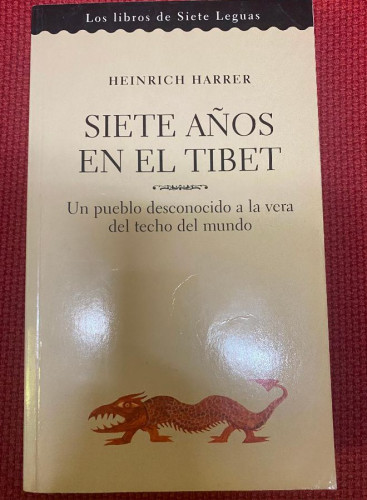 Los libros de Siete Leguas
HEINRICH HARRER
SIETE AÑOS
EN EL TIBET
Un pueblo desconocido a la vera
del techo del mundo